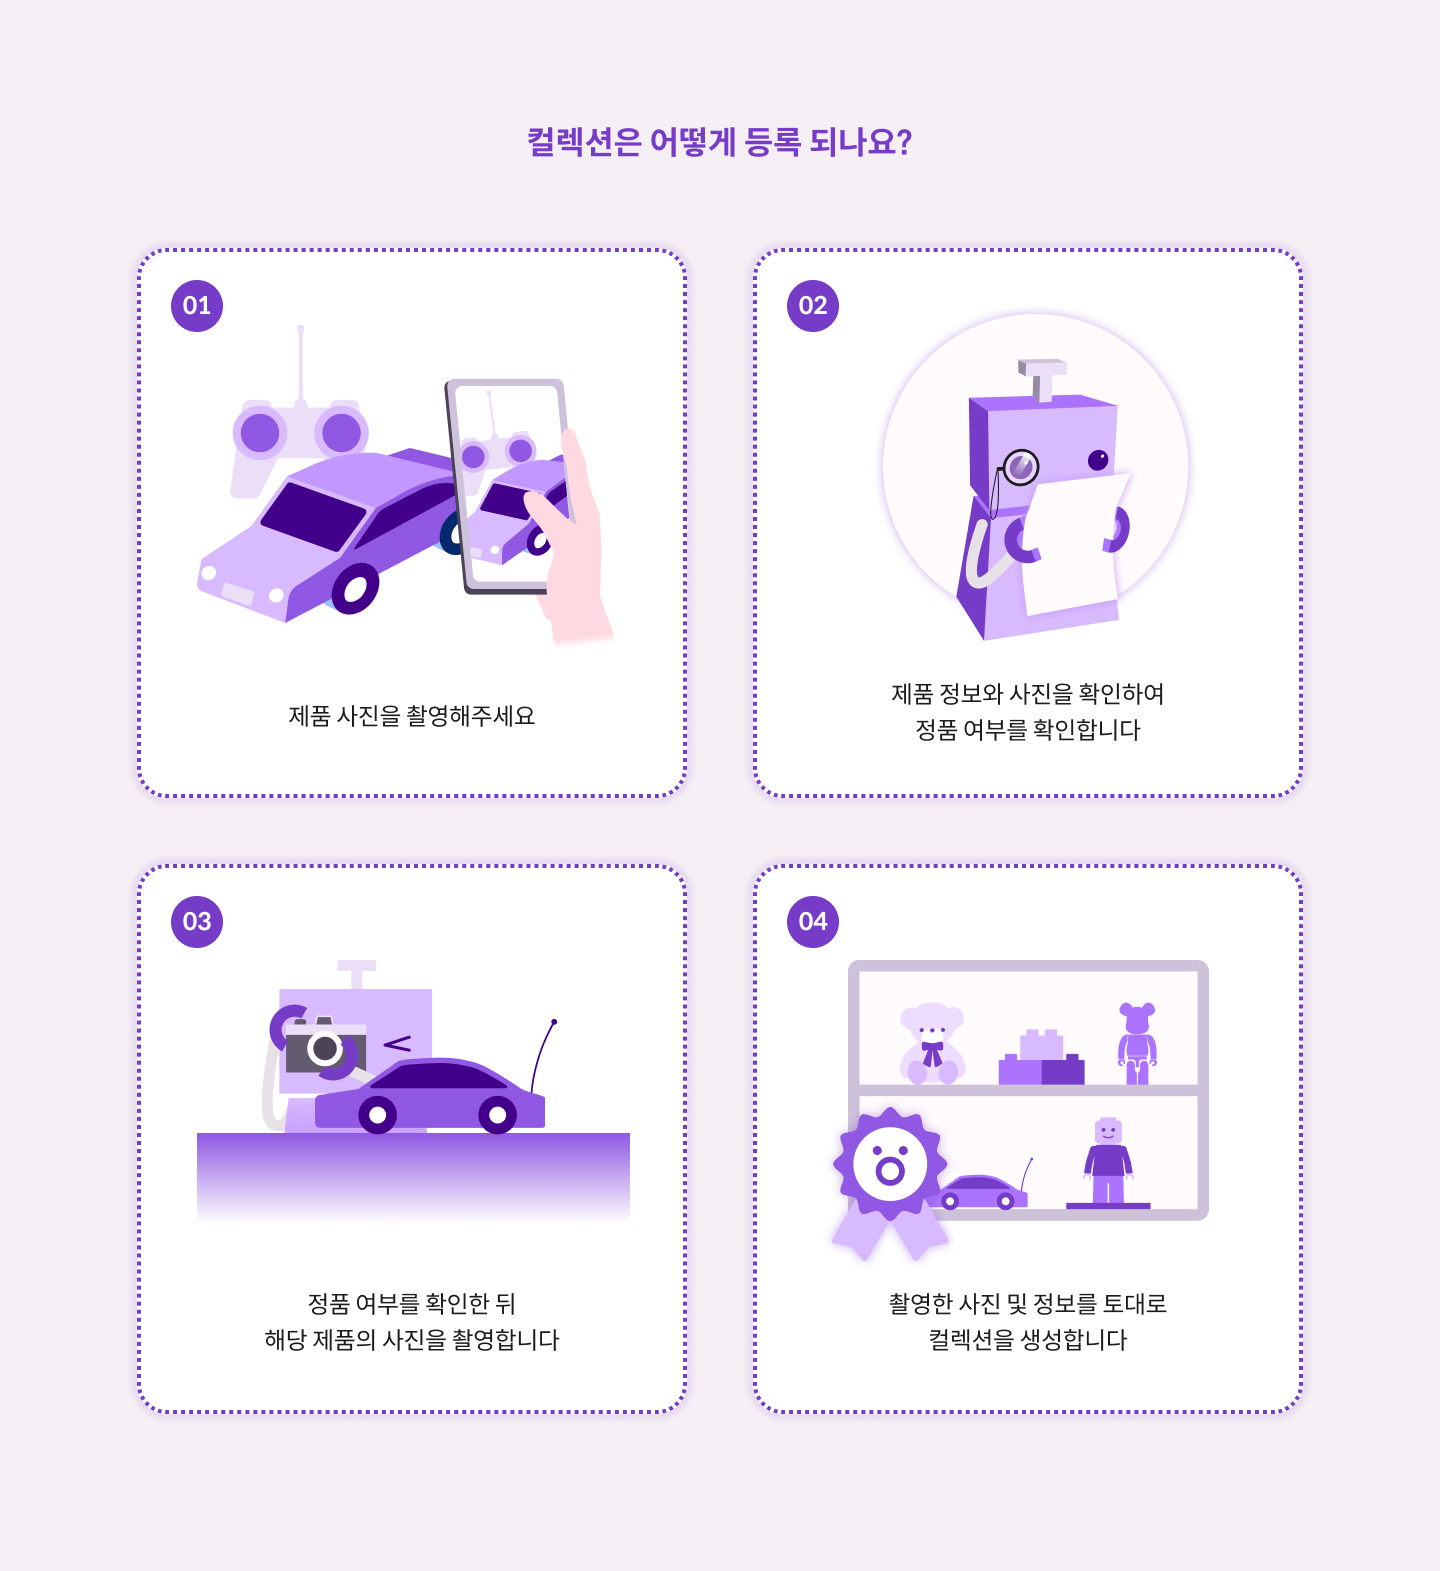 컬렉션은 어떻게 등록 되나요?
01
제품 사진을 촬영해주세요
02
제품 정보와 사진을 확인하여
정품 여부를 확인합니다
03
정품 여부를 확인한 뒤
해당 제품의 사진을 촬영합니다
04
촬영한 사진 및 정보를 토대로
컬렉션을 생성합니다